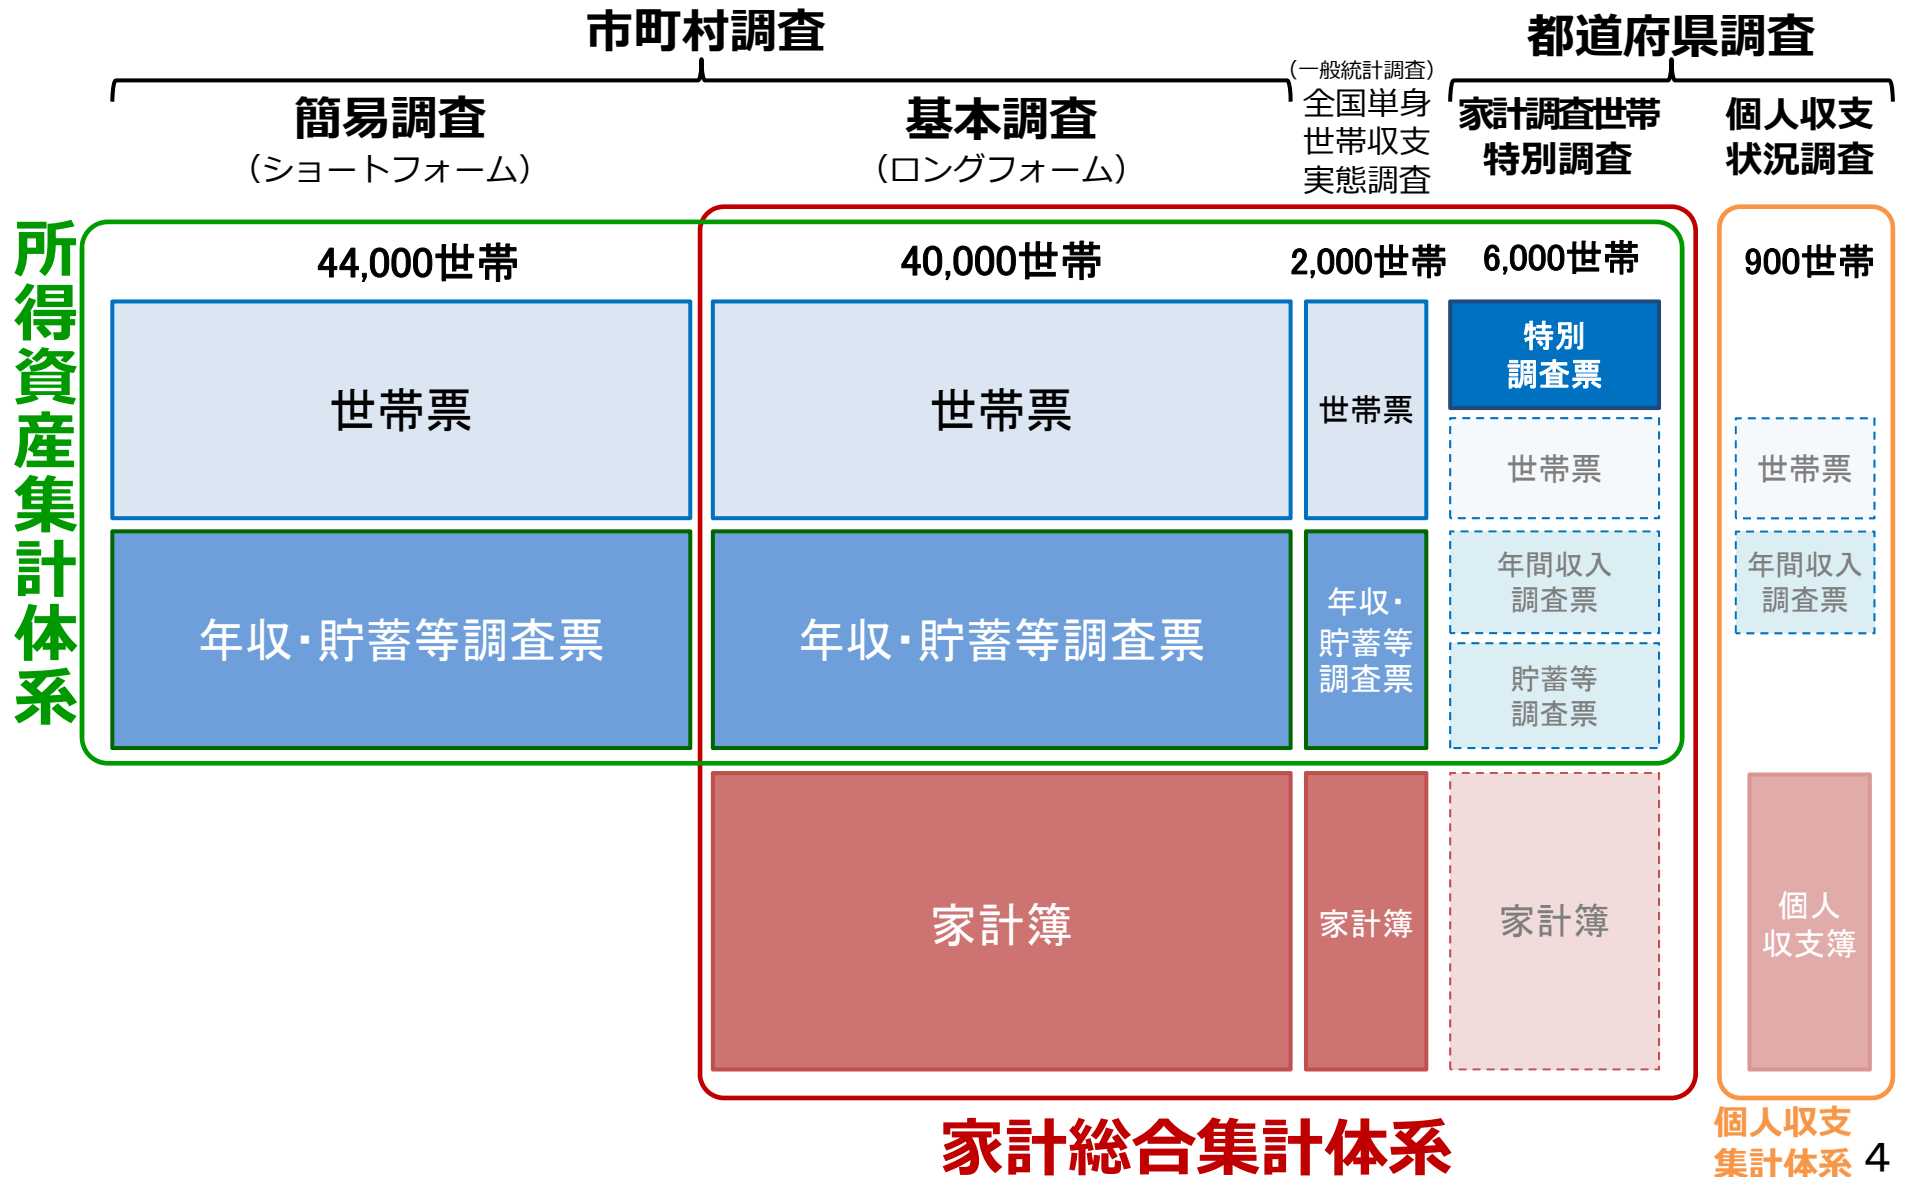 市町村調査
都道府県調査
簡易調査
（ショートフォーム）
基本調査
（ロングフォーム）
（一般統計調査）
全国単身
世帯収支
実態調査
家計調査世帯
特別調査
個人収支
状況調査
所得資産集計体系
44,000世帯
40,000世帯
2,000世帯
6,000世帯
900世帯
世帯票
世帯票
世帯票
特別
調査票
世帯票
世帯票
年収・貯蓄等調査票
年収・貯蓄等調査票
年収・
貯蓄等
調査票
年間収入
調査票
貯蓄等
調査票
年間収入
調査票
家計簿
家計簿
家計簿
個人
収支簿
家計総合集計体系
個人収支
集計体系
4